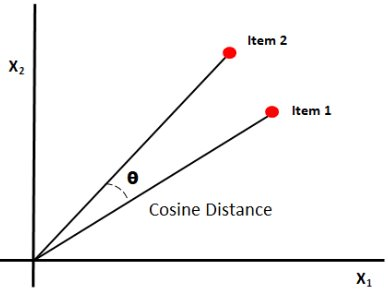 Item 2
X₂
Item 1
θ
Cosine Distance
X₁